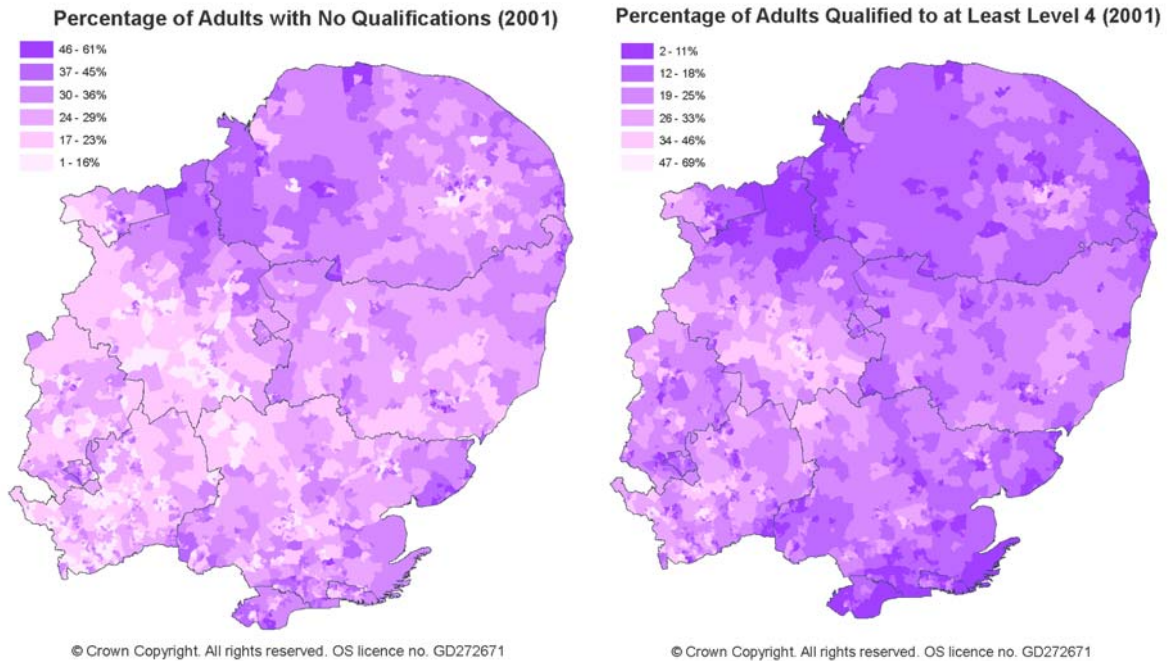 Percentage of Adults with No Qualifications (2001)
46 - 61%
37 - 45%
30 - 36%
24 - 29%
17 - 23%
1 - 16%
© Crown Copyright. All rights reserved. OS licence no. GD272671
Percentage of Adults Qualified to at Least Level 4 (2001)
2 - 11%
12 - 18%
19 - 25%
26 - 33%
34 - 46%
47 - 69%
© Crown Copyright. All rights reserved. OS licence no. GD272671